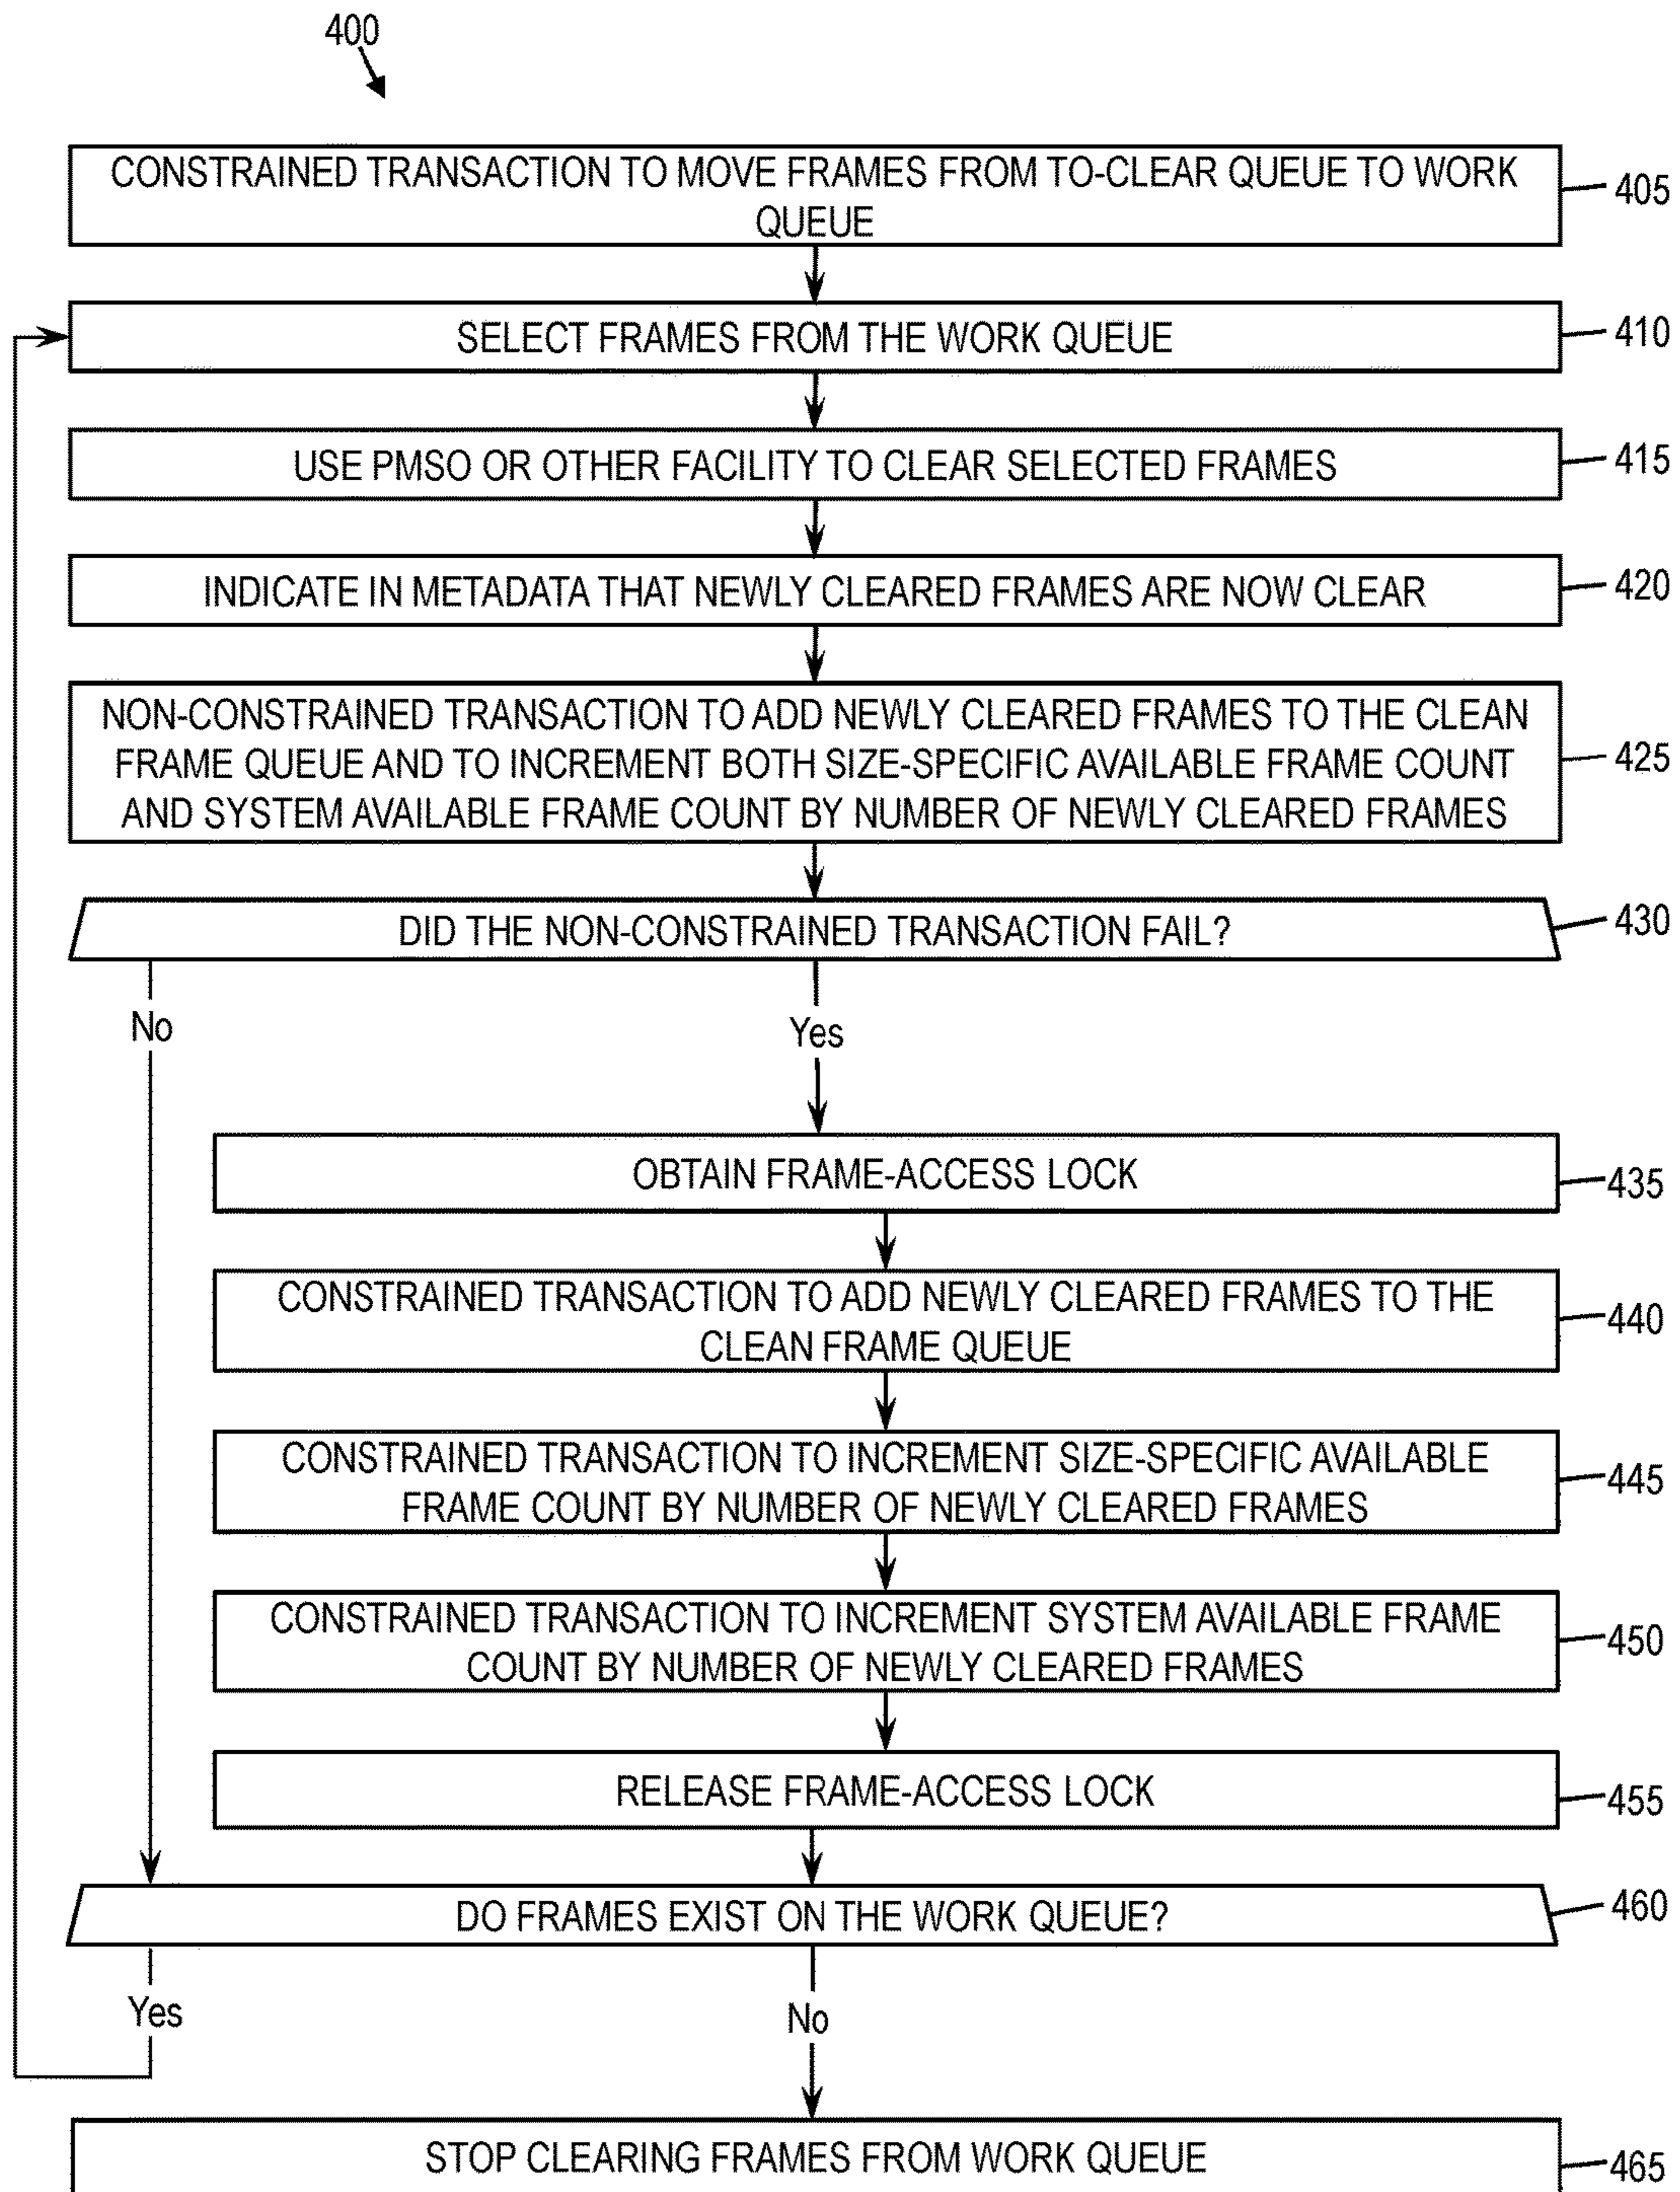 400
CONSTRAINED TRANSACTION TO MOVE FRAMES FROM TO-CLEAR QUEUE TO WORK
QUEUE
405
SELECT FRAMES FROM THE WORK QUEUE
410
USE PMSO OR OTHER FACILITY TO CLEAR SELECTED FRAMES
415
INDICATE IN METADATA THAT NEWLY CLEARED FRAMES ARE NOW CLEAR
420
NON-CONSTRAINED TRANSACTION TO ADD NEWLY CLEARED FRAMES TO THE CLEAN
FRAME QUEUE AND TO INCREMENT BOTH SIZE-SPECIFIC AVAILABLE FRAME COUNT
AND SYSTEM AVAILABLE FRAME COUNT BY NUMBER OF NEWLY CLEARED FRAMES
425
DID THE NON-CONSTRAINED TRANSACTION FAIL?
430
No
Yes
OBTAIN FRAME-ACCESS LOCK
435
CONSTRAINED TRANSACTION TO ADD NEWLY CLEARED FRAMES TO THE
CLEAN FRAME QUEUE
440
CONSTRAINED TRANSACTION TO INCREMENT SIZE-SPECIFIC AVAILABLE
FRAME COUNT BY NUMBER OF NEWLY CLEARED FRAMES
445
CONSTRAINED TRANSACTION TO INCREMENT SYSTEM AVAILABLE FRAME
COUNT BY NUMBER OF NEWLY CLEARED FRAMES
450
RELEASE FRAME-ACCESS LOCK
455
DO FRAMES EXIST ON THE WORK QUEUE?
460
Yes
No
STOP CLEARING FRAMES FROM WORK QUEUE
465